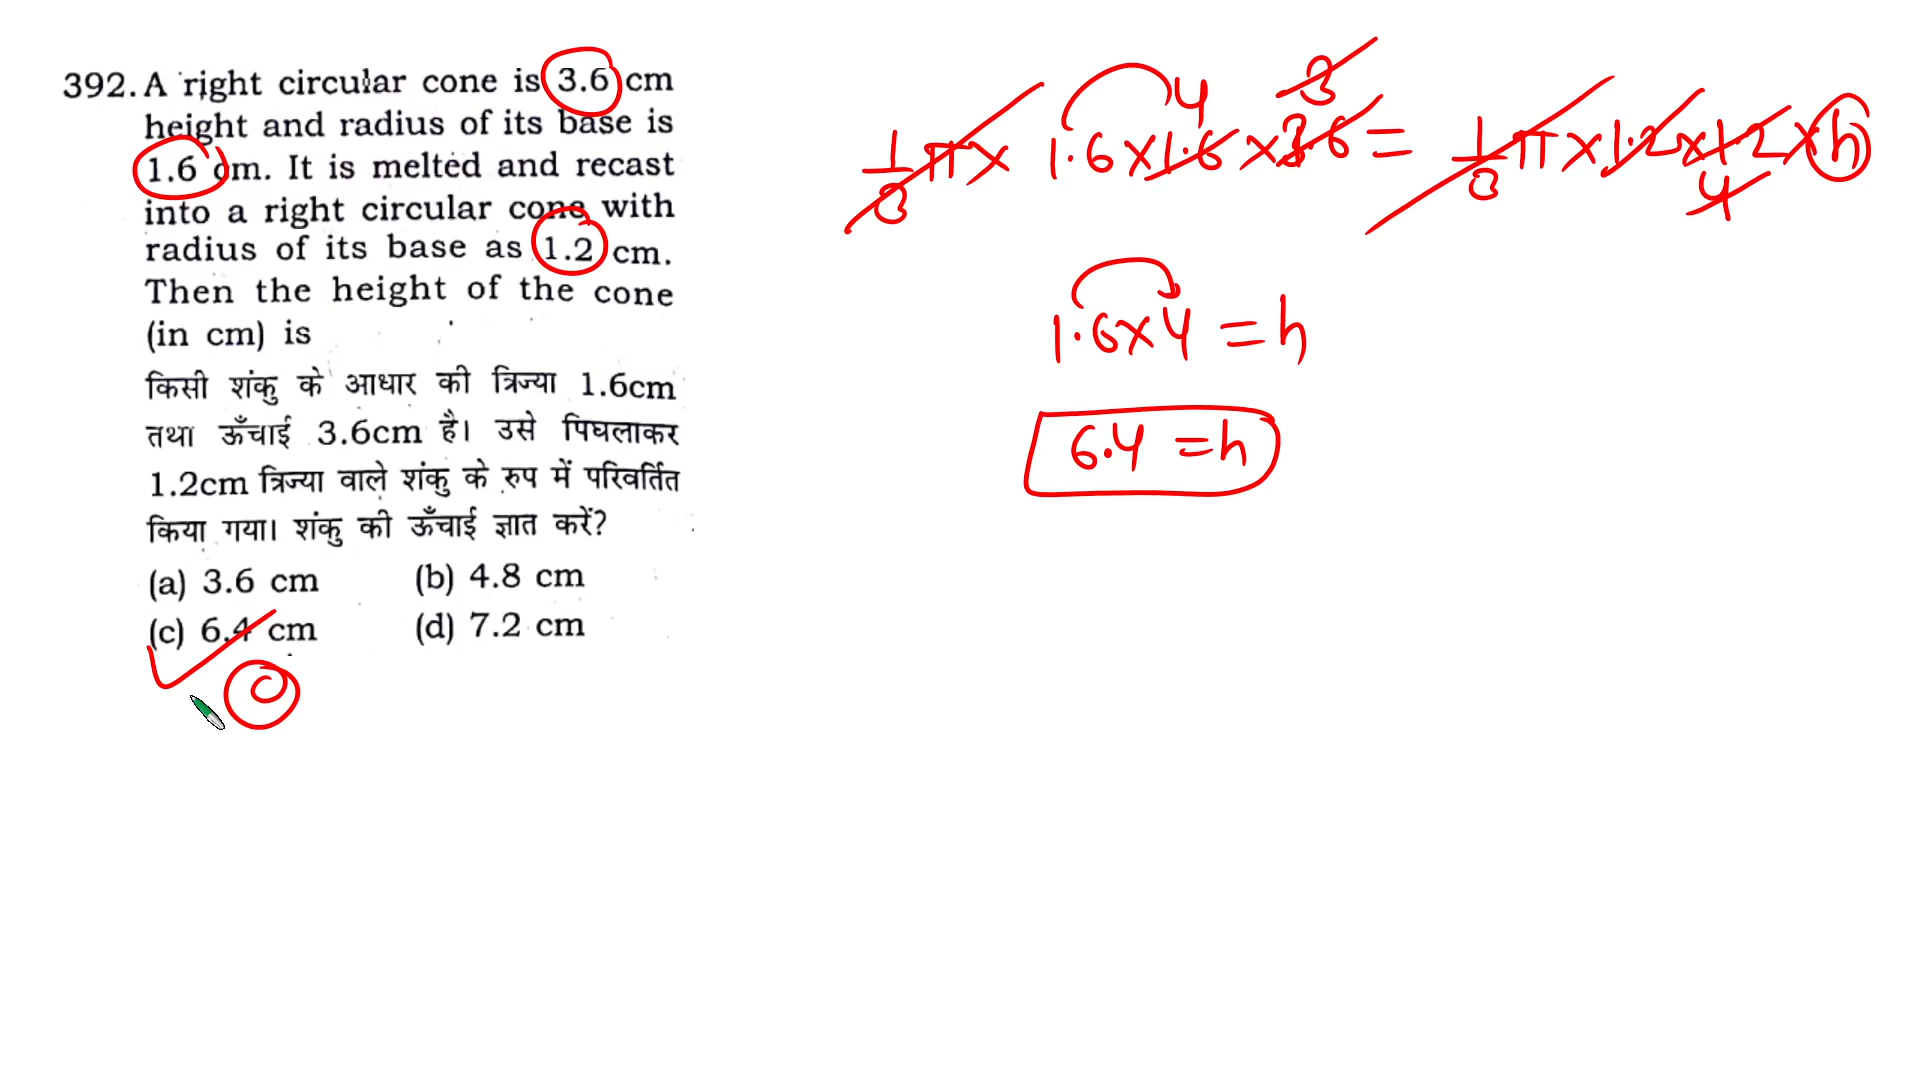 392. A right circular cone is 3.6 cm
height and radius of its base is
1.6 cm. It is melted and recast
into a right circular cone with
radius of its base as 1.2 cm.
Then the height of the cone
(in cm) is
किसी शंकु के आधार की त्रिज्या 1.6cm
तथा ऊँचाई 3.6cm है। उसे पिघलाकर
1.2cm त्रिज्या वाले शंकु के रुप में परिवर्तित
किया गया। शंकु की ऊँचाई ज्ञात करें?
(a) 3.6 cm (b) 4.8 cm
(c) 6.4 cm (d) 7.2 cm
C
4 3
1/3 π × 1.6 × 1.6 × 3.6 = 1/3 π × 1.2 × 1.2 × h
4
1.6 × 4 = h
6.4 = h